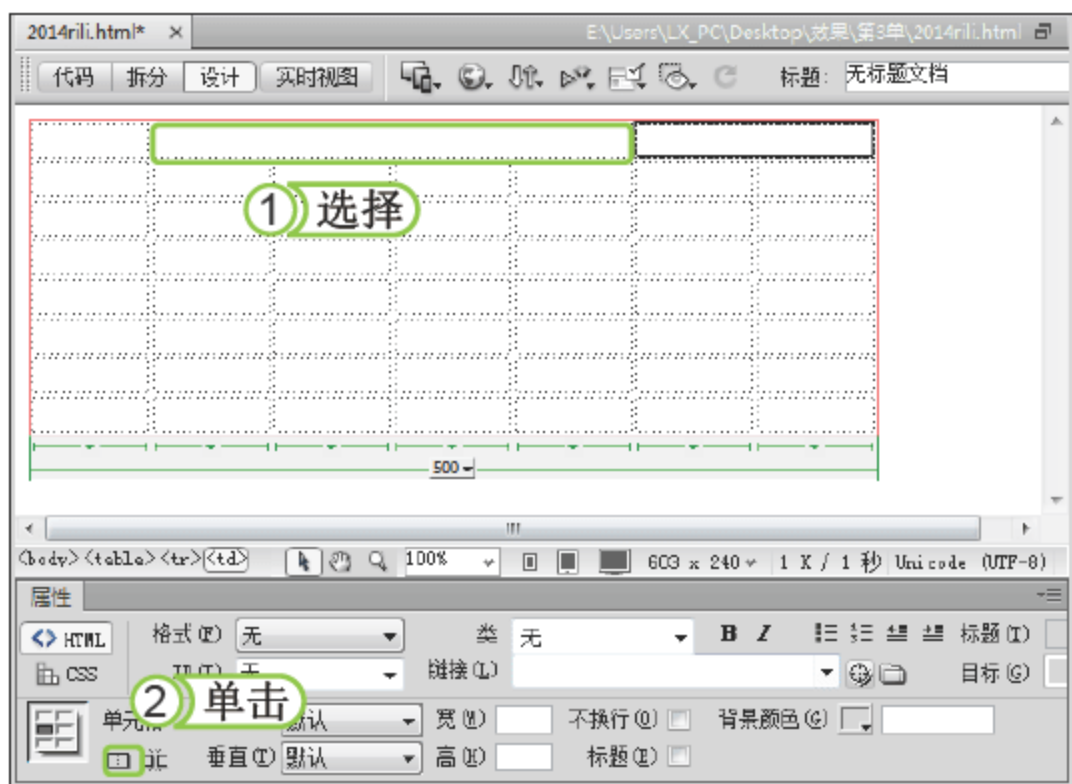 2014rili.html* × E:\Users\LX_PC\Desktop\效果\第3单\2014rili.html
代码 拆分 设计 实时视图 标题: 无标题文档
1 选择
500
<body><table><tr><td> 100% 603 x 240 1 K / 1 秒 Unicode (UTF-8)
属性
<> HTML 格式(F) 无 类 无 B I 标题(T)
CSS 无 链接(L) 目标(G)
2 单击
默认 宽(W) 不换行(O) 背景颜色(G)
垂直(T) 默认 高(H) 标题(E)